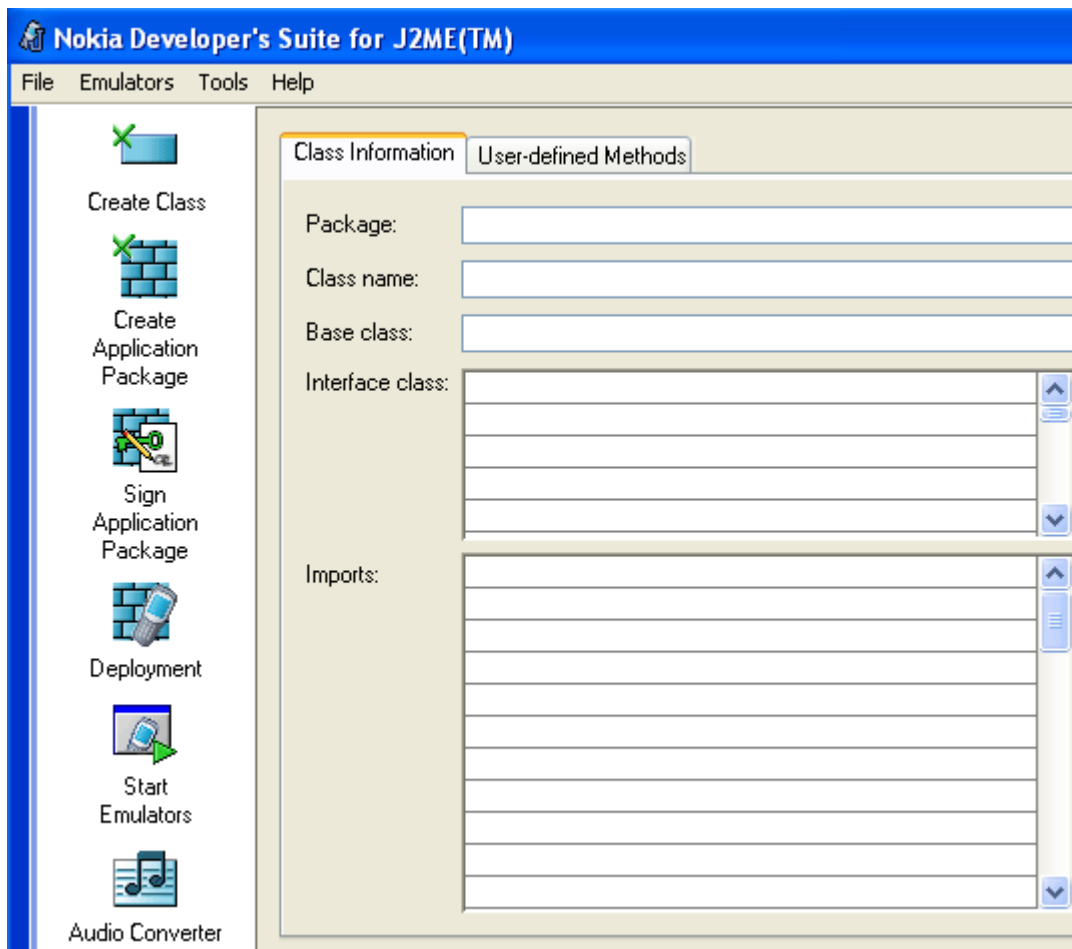 Nokia Developer's Suite for J2ME(TM)
File Emulators Tools Help
Create Class
Create
Application
Package
Sign
Application
Package
Deployment
Start
Emulators
Audio Converter
Class Information User-defined Methods
Package:
Class name:
Base class:
Interface class:
Imports: